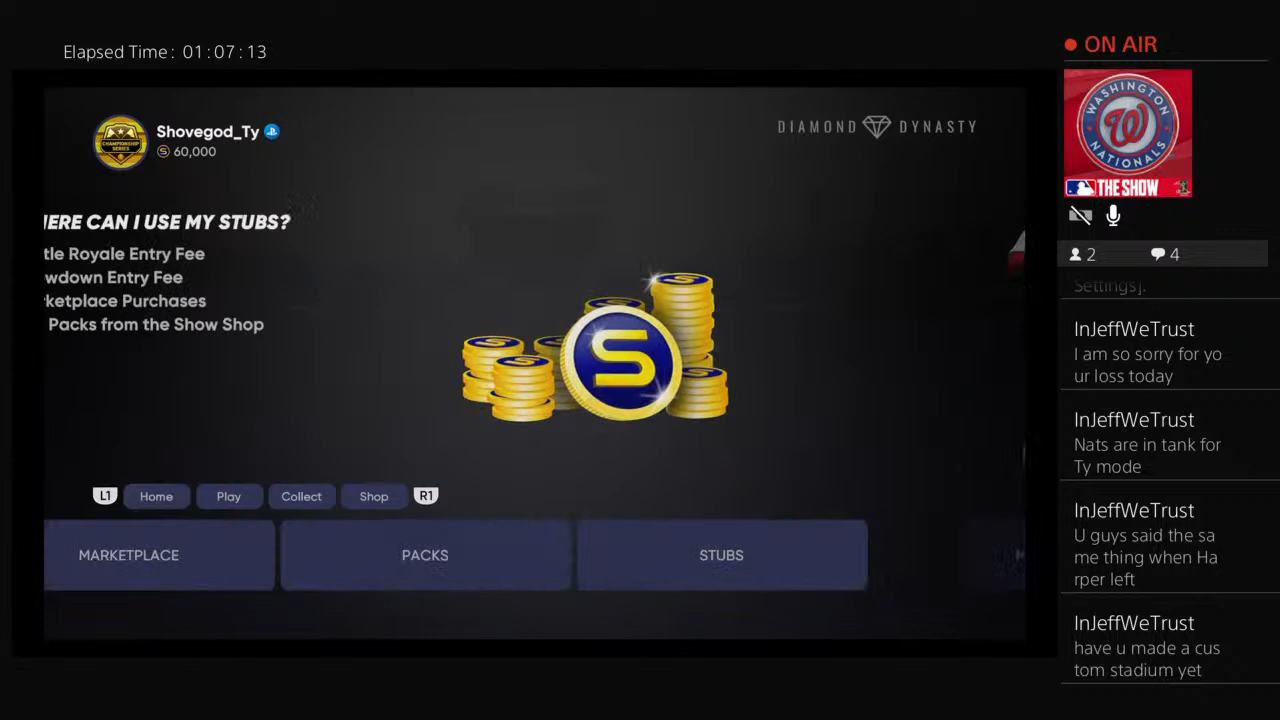 Elapsed Time: 01:07:13
ON AIR
Shovegod_Ty
S 60,000
DIAMOND DYNASTY
CHAMPIONSHIP
SERIES
WASHINGTON
W
NATIONALS
THE SHOW
2 4
IERE CAN I USE MY STUBS?
tle Royale Entry Fee
wdown Entry Fee
ketplace Purchases
Packs from the Show Shop
S
L1 Home Play Collect Shop R1
MARKETPLACE PACKS STUBS
Settings].
InJeffWeTrust
I am so sorry for yo
ur loss today
InJeffWeTrust
Nats are in tank for
Ty mode
InJeffWeTrust
U guys said the sa
me thing when Ha
rper left
InJeffWeTrust
have u made a cus
tom stadium yet